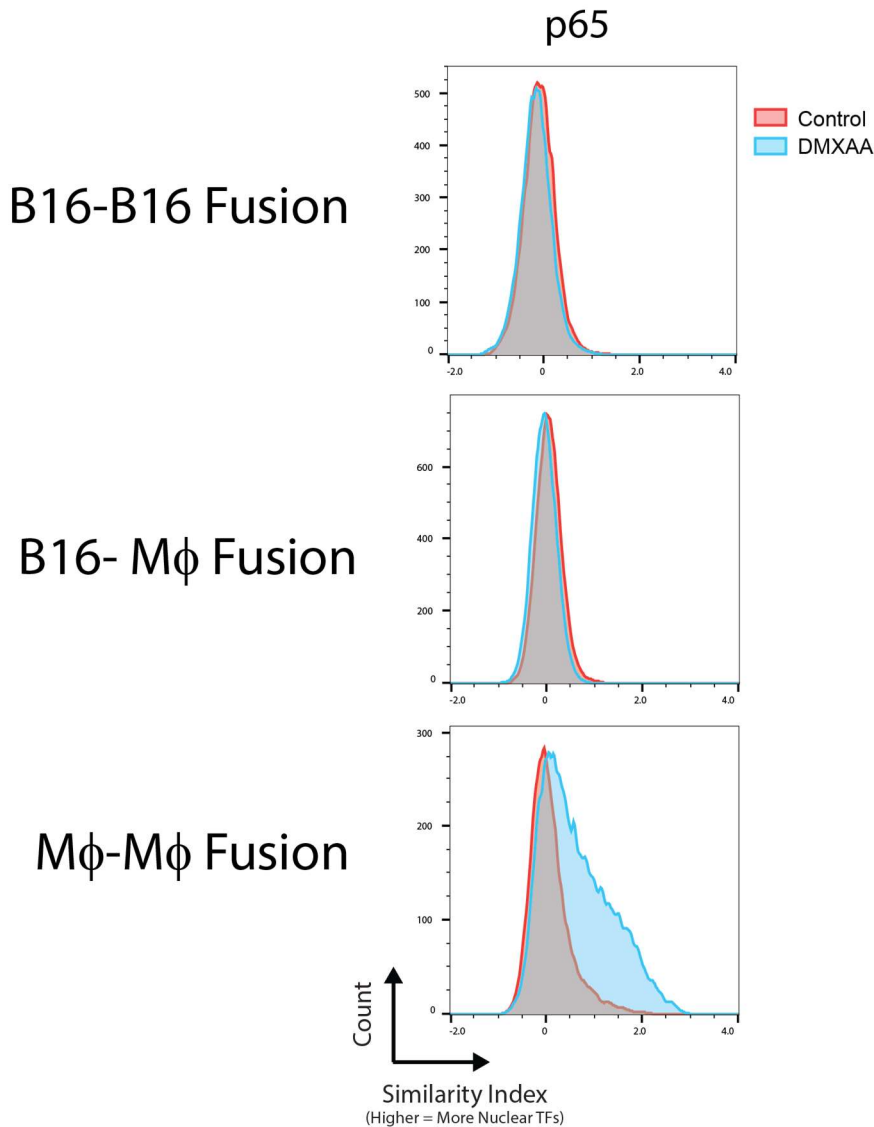 p65
Control
DMXAA
B16-B16 Fusion
500
400
300
200
100
0
-2.0
0
2.0
4.0
B16- Mϕ Fusion
600
400
200
0
-2.0
0
2.0
4.0
Mϕ-Mϕ Fusion
300
200
100
0
-2.0
0
2.0
4.0
Count
Similarity Index
(Higher = More Nuclear TFs)